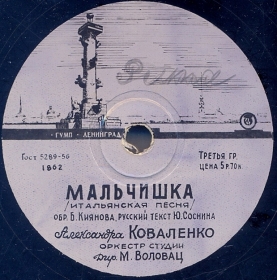 ГУМП - ЛЕНИНГРАД
Гост 5289-56
1802
ТРЕТЬЯ ГР.
ЦЕНА 5 р. 70 к.
МАЛЬЧИШКА
/ИТАЛЬЯНСКАЯ ПЕСНЯ/
ОБР. Б. КИЯНОВА, РУССКИЙ ТЕКСТ Ю. СОСНИНА
Александра КОВАЛЕНКО
ОРКЕСТР СТУДИИ
Дир. М. ВОЛОВАЦ